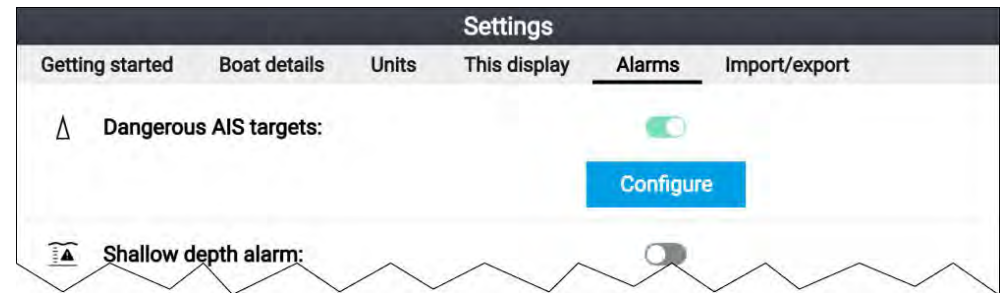 Settings
Getting started Boat details Units This display Alarms Import/export
Dangerous AIS targets:
Configure
Shallow depth alarm: